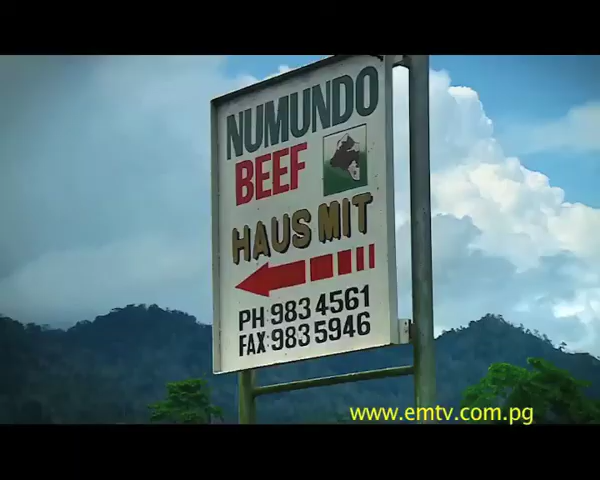 NUMUNDO
BEEF
HAUS MIT
PH: 983 4561
FAX: 983 5946
www.emtv.com.pg